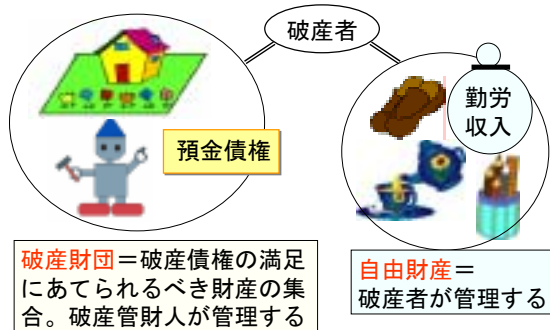 破産者
預金債権
勤労
収入
破産財団＝破産債権の満足
にあてられるべき財産の集
合。破産管財人が管理する
自由財産＝
破産者が管理する